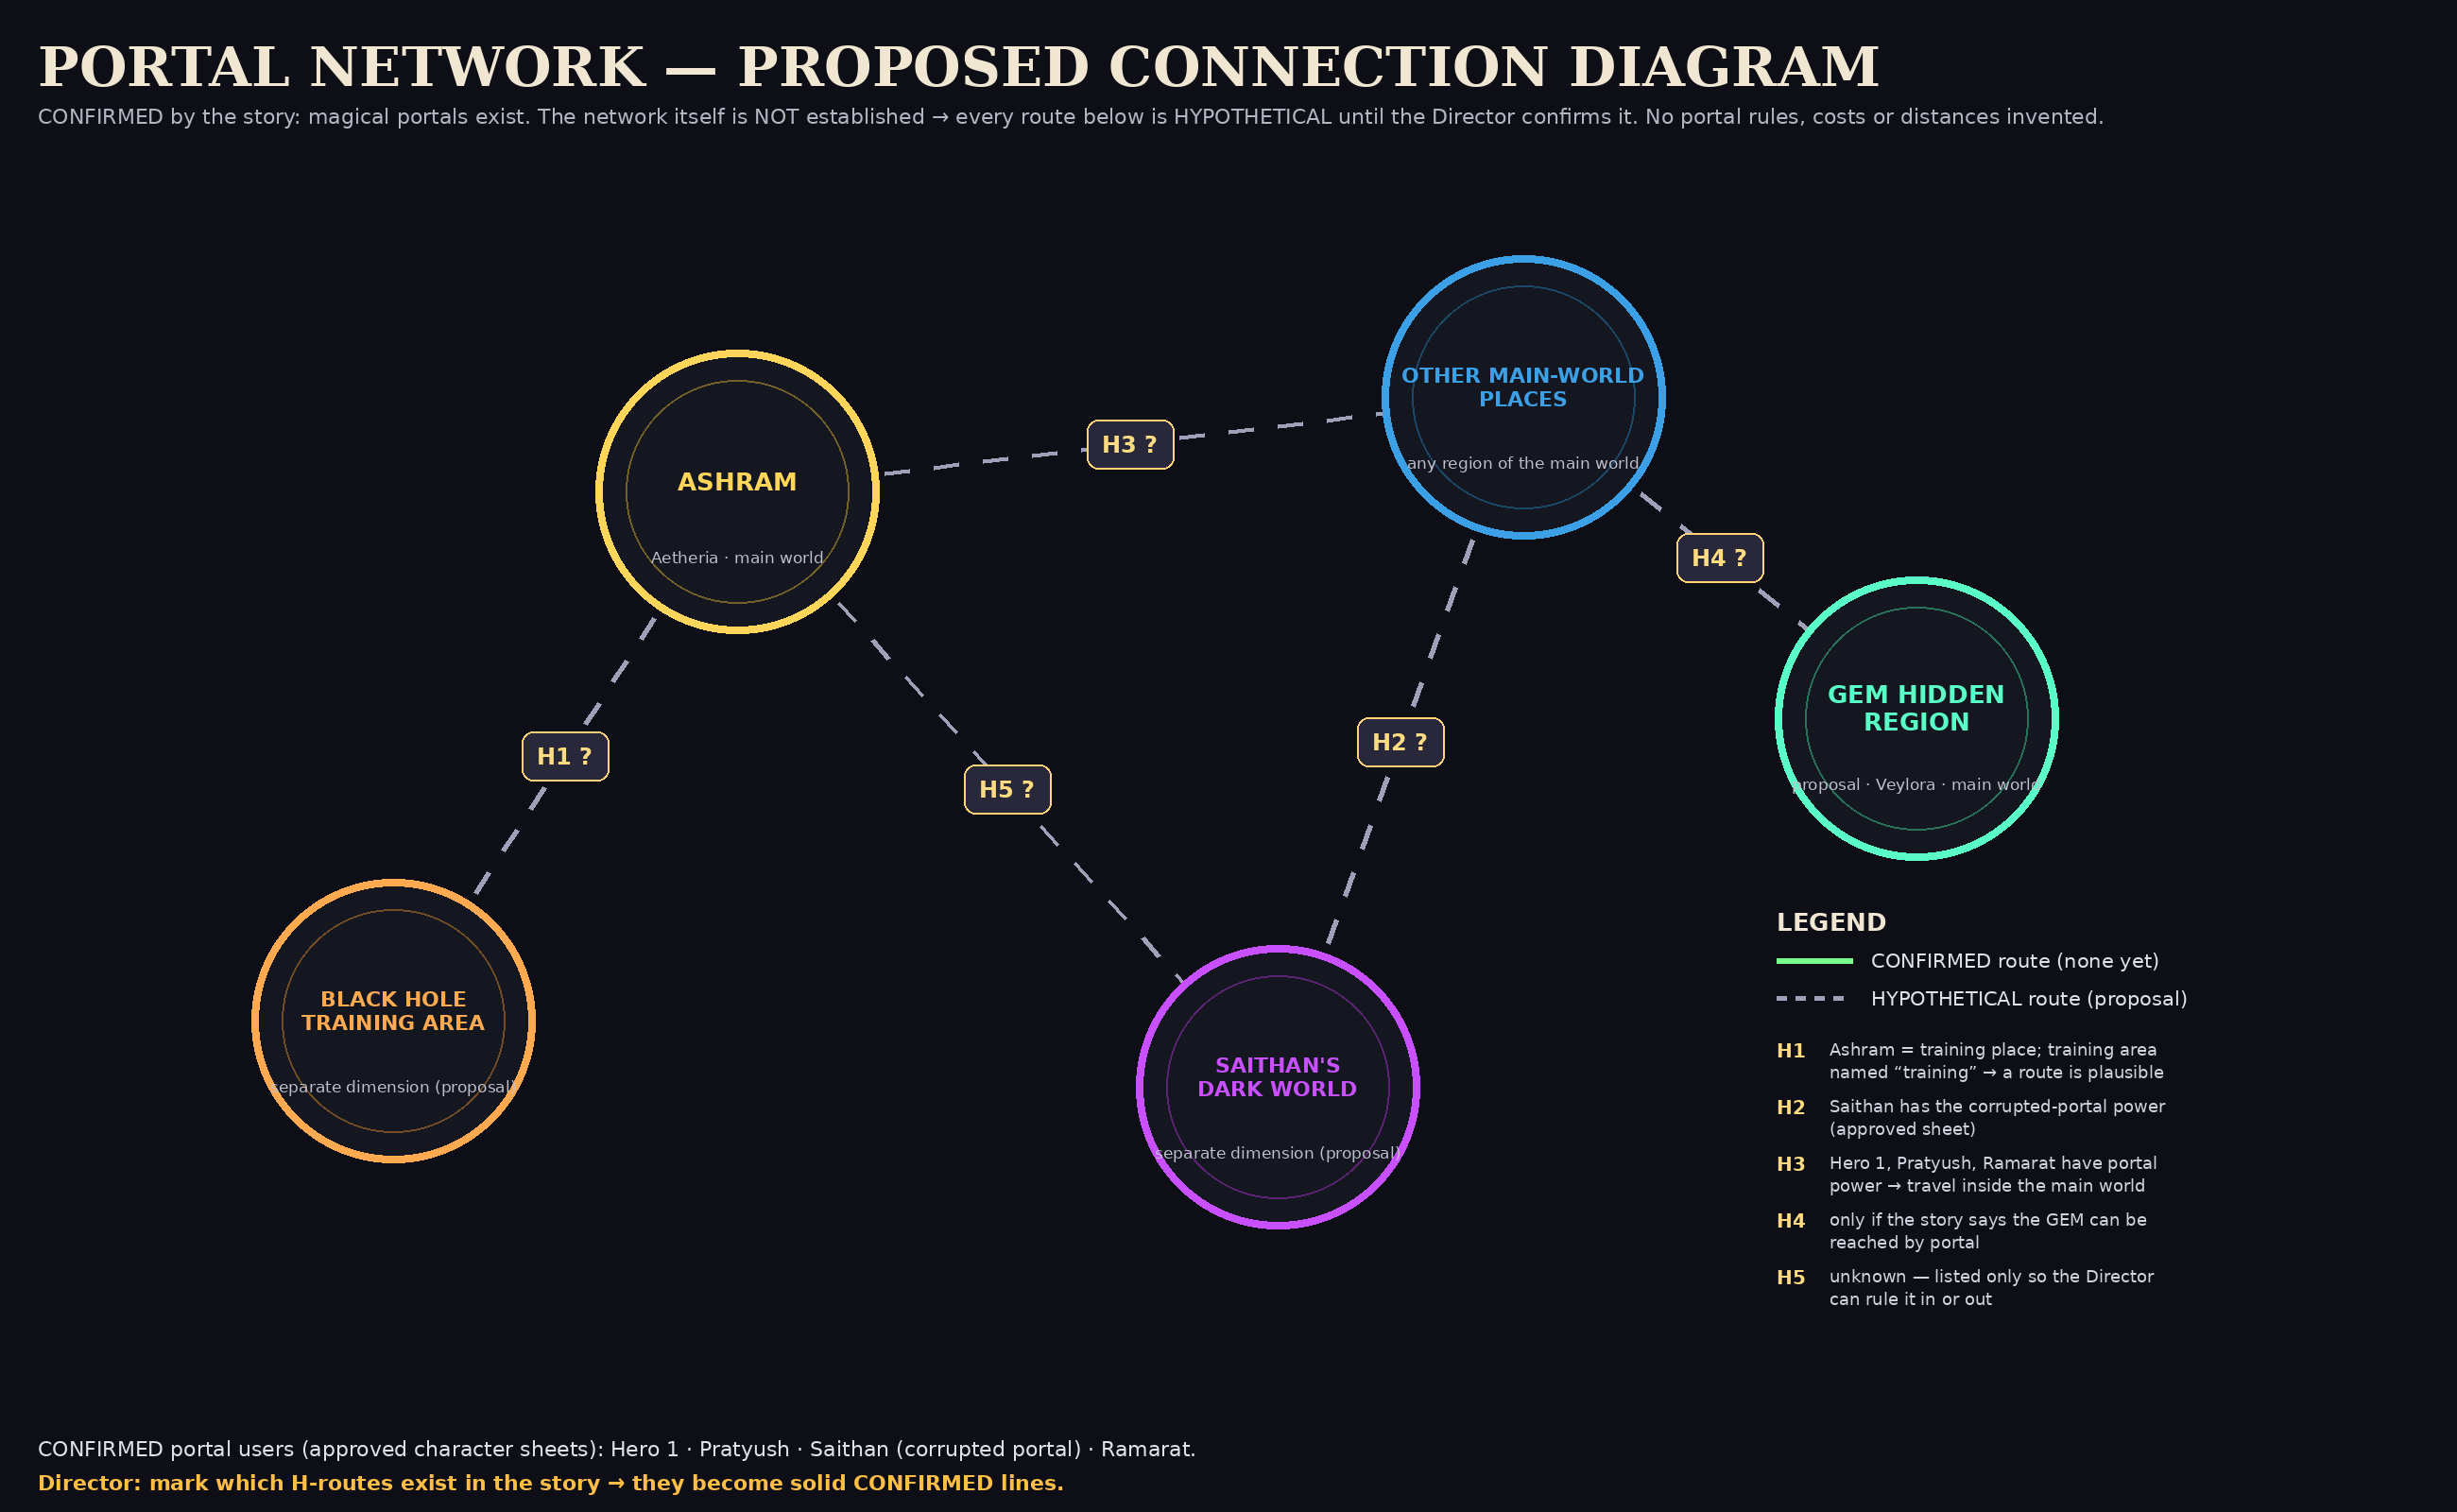 PORTAL NETWORK — PROPOSED CONNECTION DIAGRAM
CONFIRMED by the story: magical portals exist. The network itself is NOT established → every route below is HYPOTHETICAL until the Director confirms it. No portal rules, costs or distances invented.
OTHER MAIN-WORLD
PLACES
any region of the main world
H3 ?
ASHRAM
Aetheria · main world
H4 ?
GEM HIDDEN
REGION
proposal · Veylora · main world
H1 ?
H5 ?
H2 ?
BLACK HOLE
TRAINING AREA
separate dimension (proposal)
SAITHAN'S
DARK WORLD
separate dimension (proposal)
LEGEND
CONFIRMED route (none yet)
HYPOTHETICAL route (proposal)
H1 Ashram = training place; training area
named “training” → a route is plausible
H2 Saithan has the corrupted-portal power
(approved sheet)
H3 Hero 1, Pratyush, Ramarat have portal
power → travel inside the main world
H4 only if the story says the GEM can be
reached by portal
H5 unknown — listed only so the Director
can rule it in or out
CONFIRMED portal users (approved character sheets): Hero 1 · Pratyush · Saithan (corrupted portal) · Ramarat.
Director: mark which H-routes exist in the story → they become solid CONFIRMED lines.